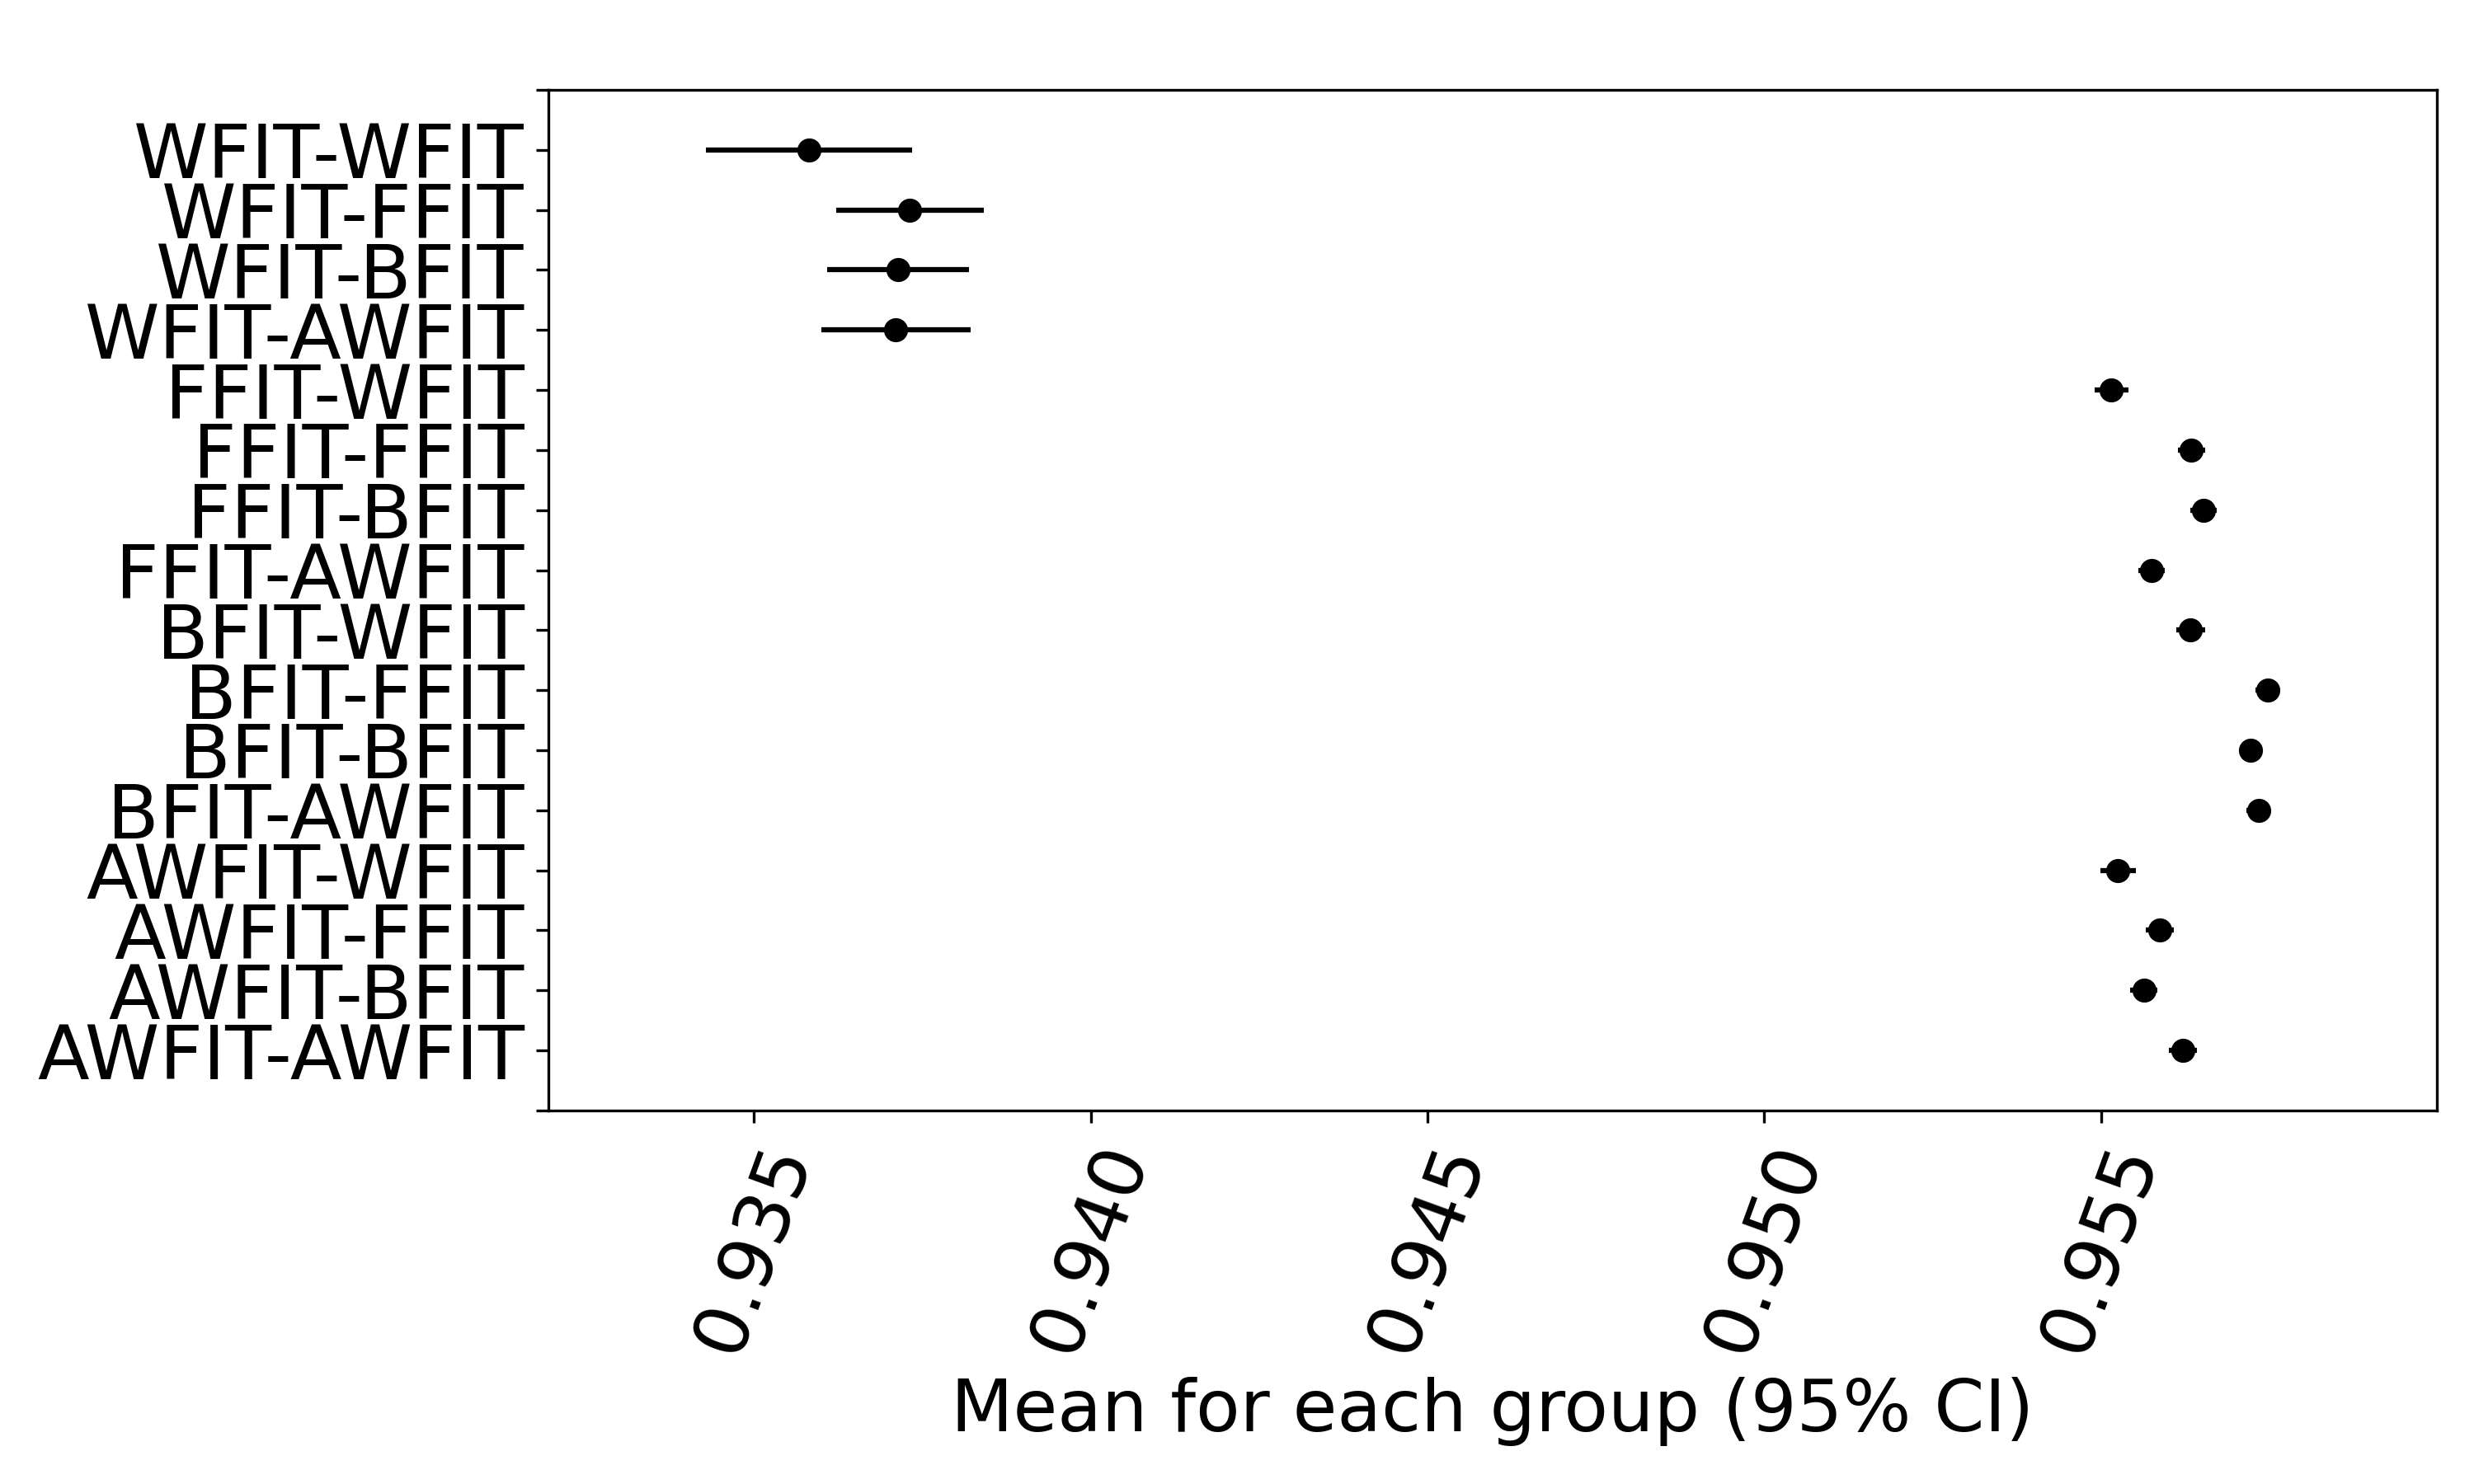 WFIT-WFIT
WFIT-FFIT
WFIT-BFIT
WFIT-AWFIT
FFIT-WFIT
FFIT-FFIT
FFIT-BFIT
FFIT-AWFIT
BFIT-WFIT
BFIT-FFIT
BFIT-BFIT
BFIT-AWFIT
AWFIT-WFIT
AWFIT-FFIT
AWFIT-BFIT
AWFIT-AWFIT
0.935 0.940 0.945 0.950 0.955
Mean for each group (95% CI)